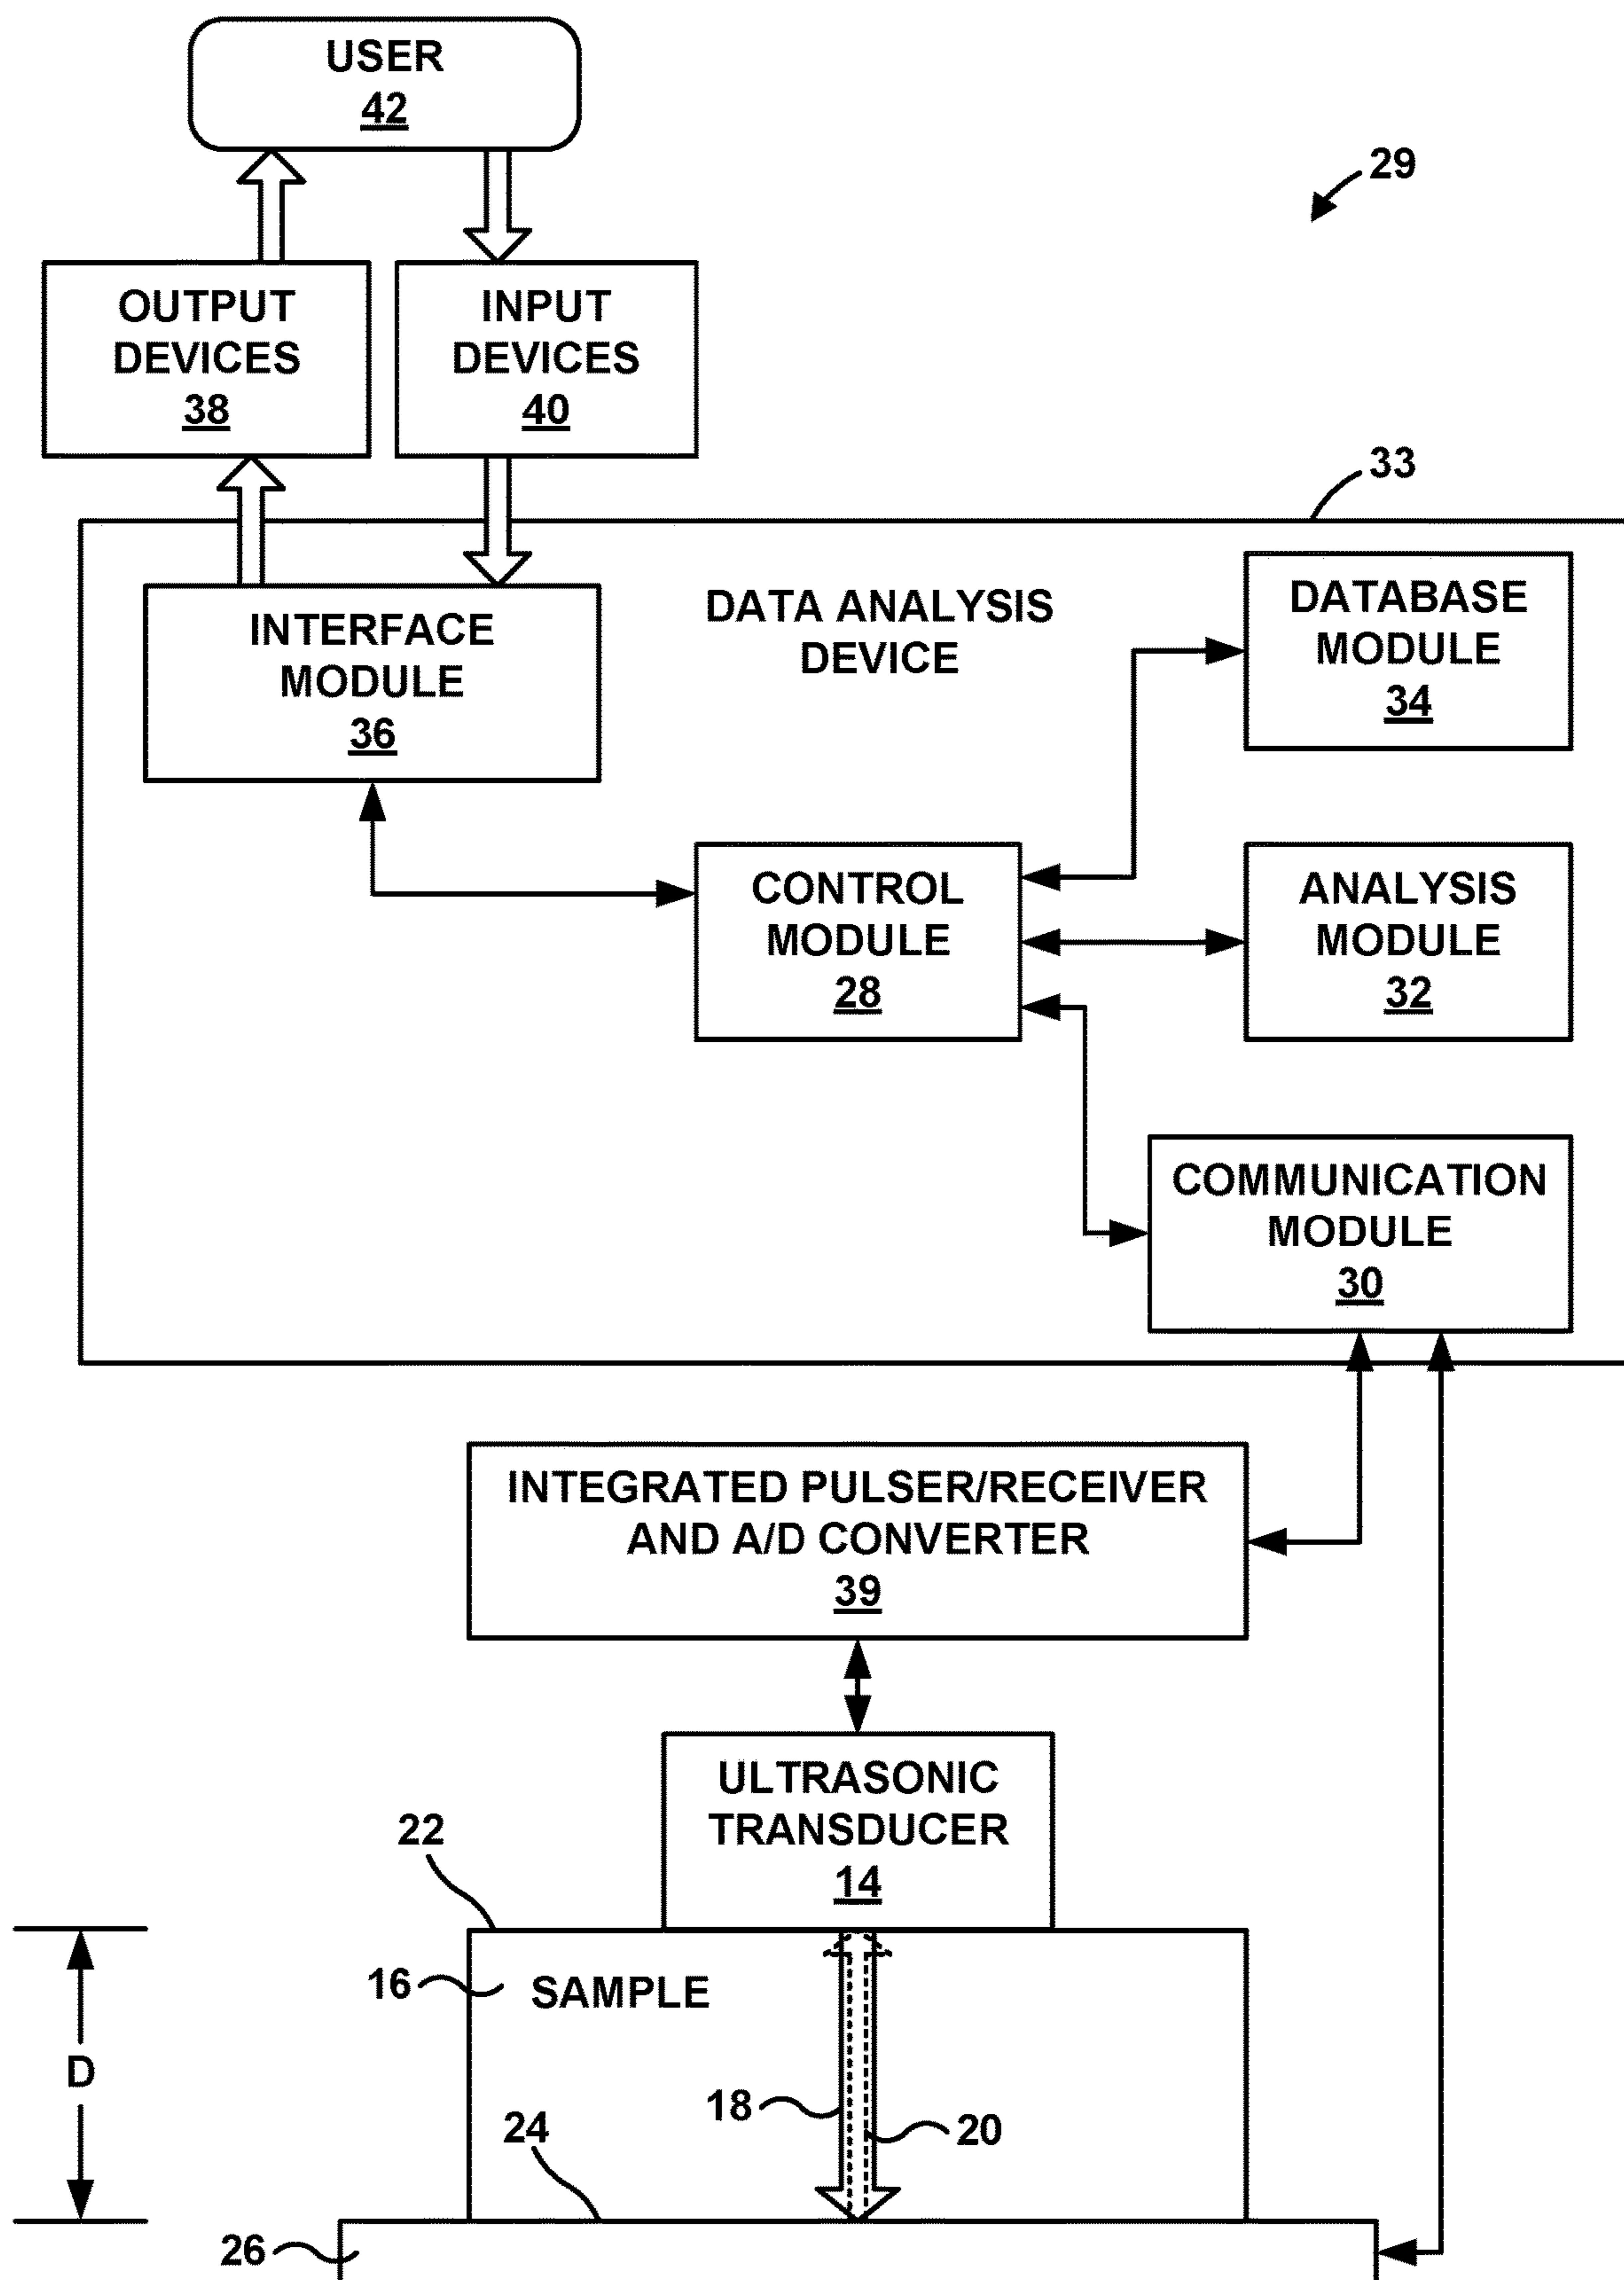 USER
42
29
OUTPUT
DEVICES
38
INPUT
DEVICES
40
33
INTERFACE
MODULE
36
DATA ANALYSIS
DEVICE
DATABASE
MODULE
34
CONTROL
MODULE
28
ANALYSIS
MODULE
32
COMMUNICATION
MODULE
30
INTEGRATED PULSER/RECEIVER
AND A/D CONVERTER
39
ULTRASONIC
TRANSDUCER
14
22
16
SAMPLE
D
18
20
24
26